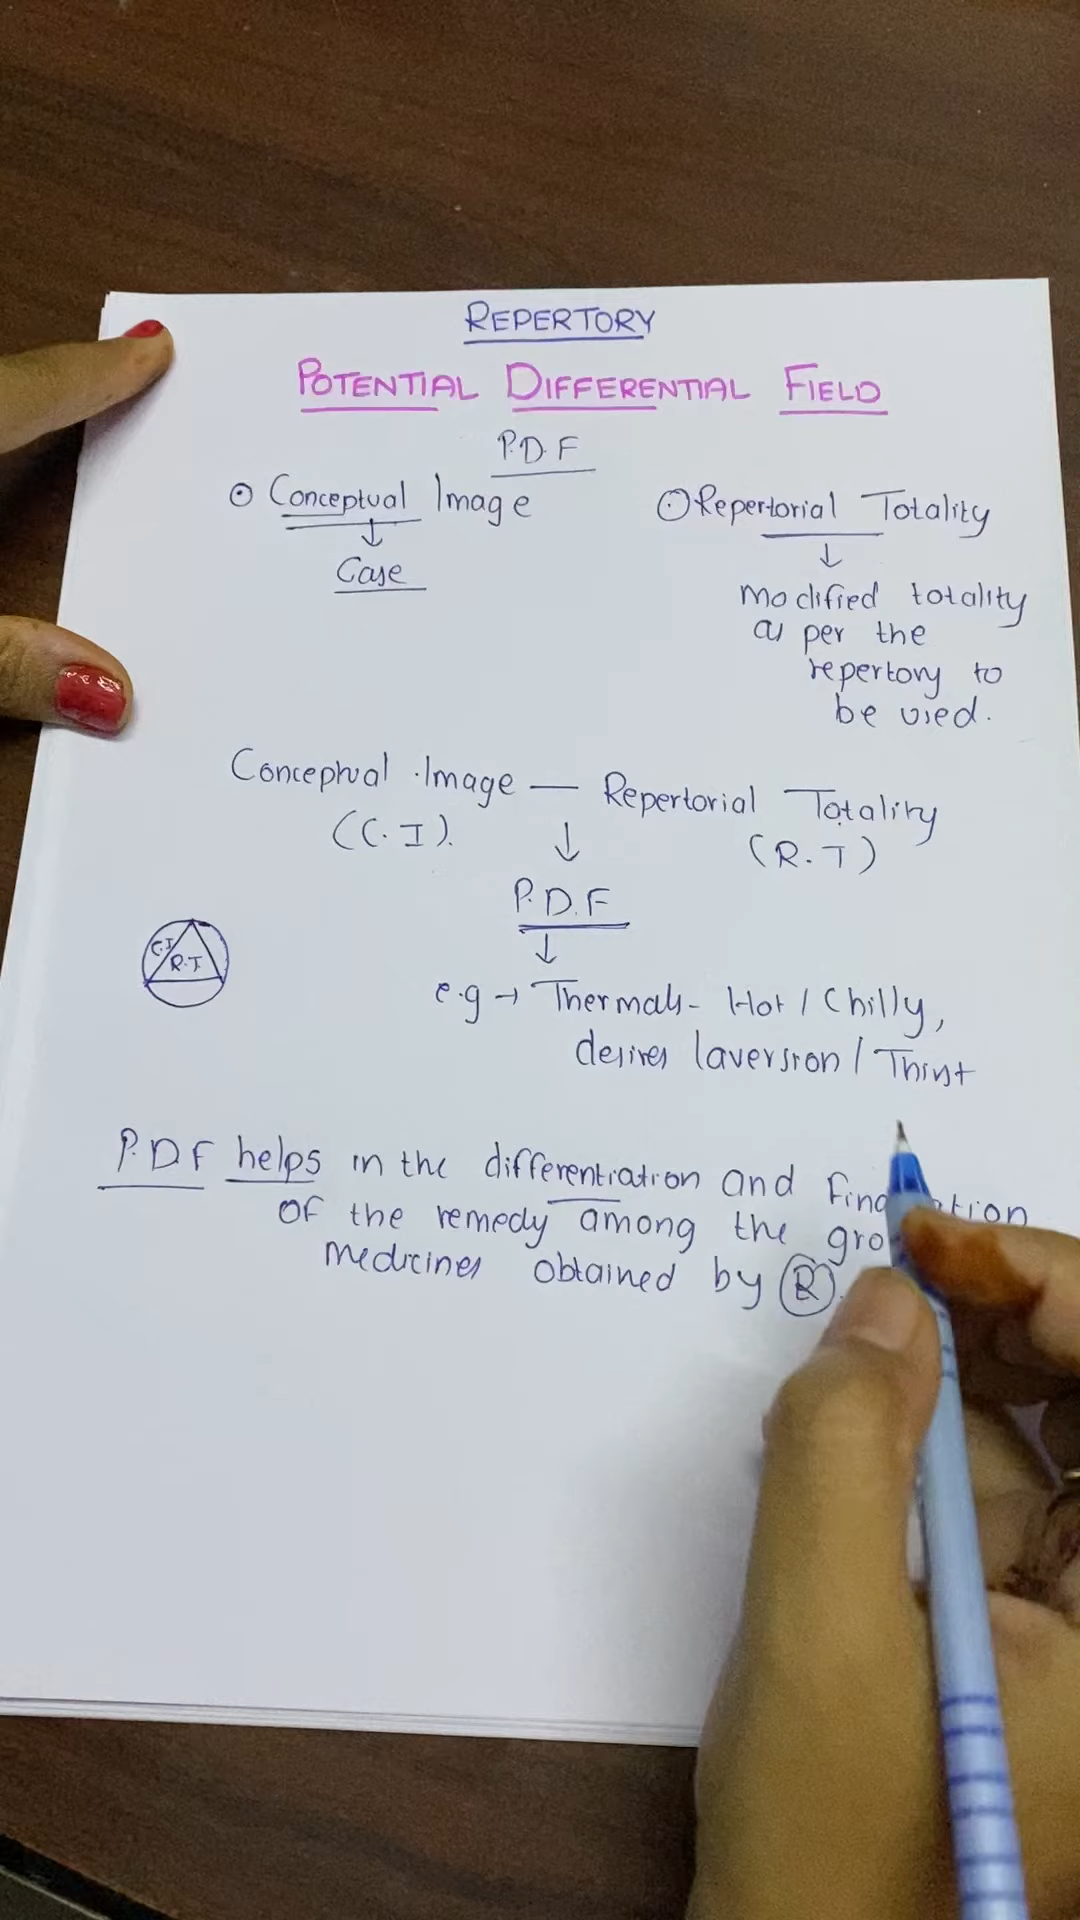 REPERTORY
POTENTIAL DIFFERENTIAL FIELD
P.D.F
Conceptual Image
Case
Repertorial Totality
modified totality
as per the
repertory to
be used.
Conceptual Image — Repertorial Totality
(C.I).
(R.T)
P.D.F
C.I
R.T.
e.g → Thermals - Hot / Chilly,
desires /aversion / Thirst
P.D.F helps in the differentiation and
of the remedy among the
medicines obtained by R.